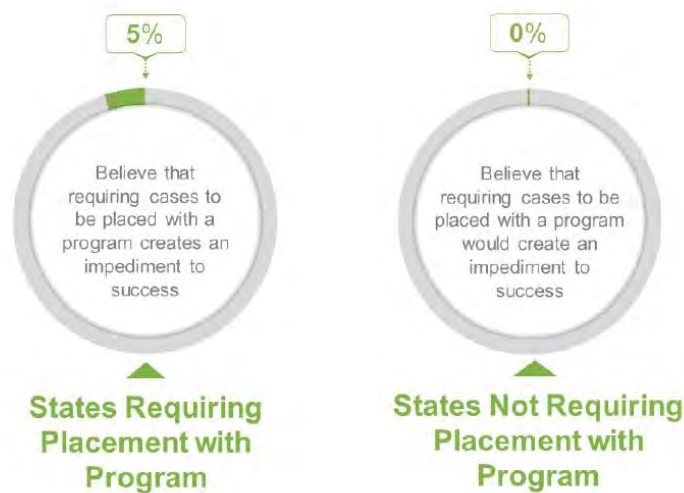 5%
Believe that
requiring cases to
be placed with a
program creates an
impediment to
success
States Requiring
Placement with
Program
0%
Believe that
requiring cases to be
placed with a program
would create an
impediment to
success
States Not Requiring
Placement with
Program